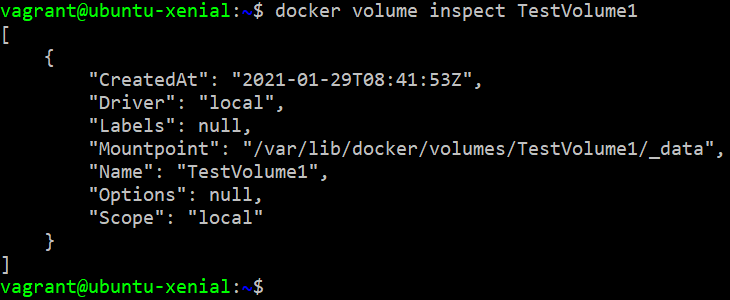 vagrant@ubuntu-xenial:~$ docker volume inspect TestVolume1
[
    {
        "CreatedAt": "2021-01-29T08:41:53Z",
        "Driver": "local",
        "Labels": null,
        "Mountpoint": "/var/lib/docker/volumes/TestVolume1/_data",
        "Name": "TestVolume1",
        "Options": null,
        "Scope": "local"
    }
]
vagrant@ubuntu-xenial:~$